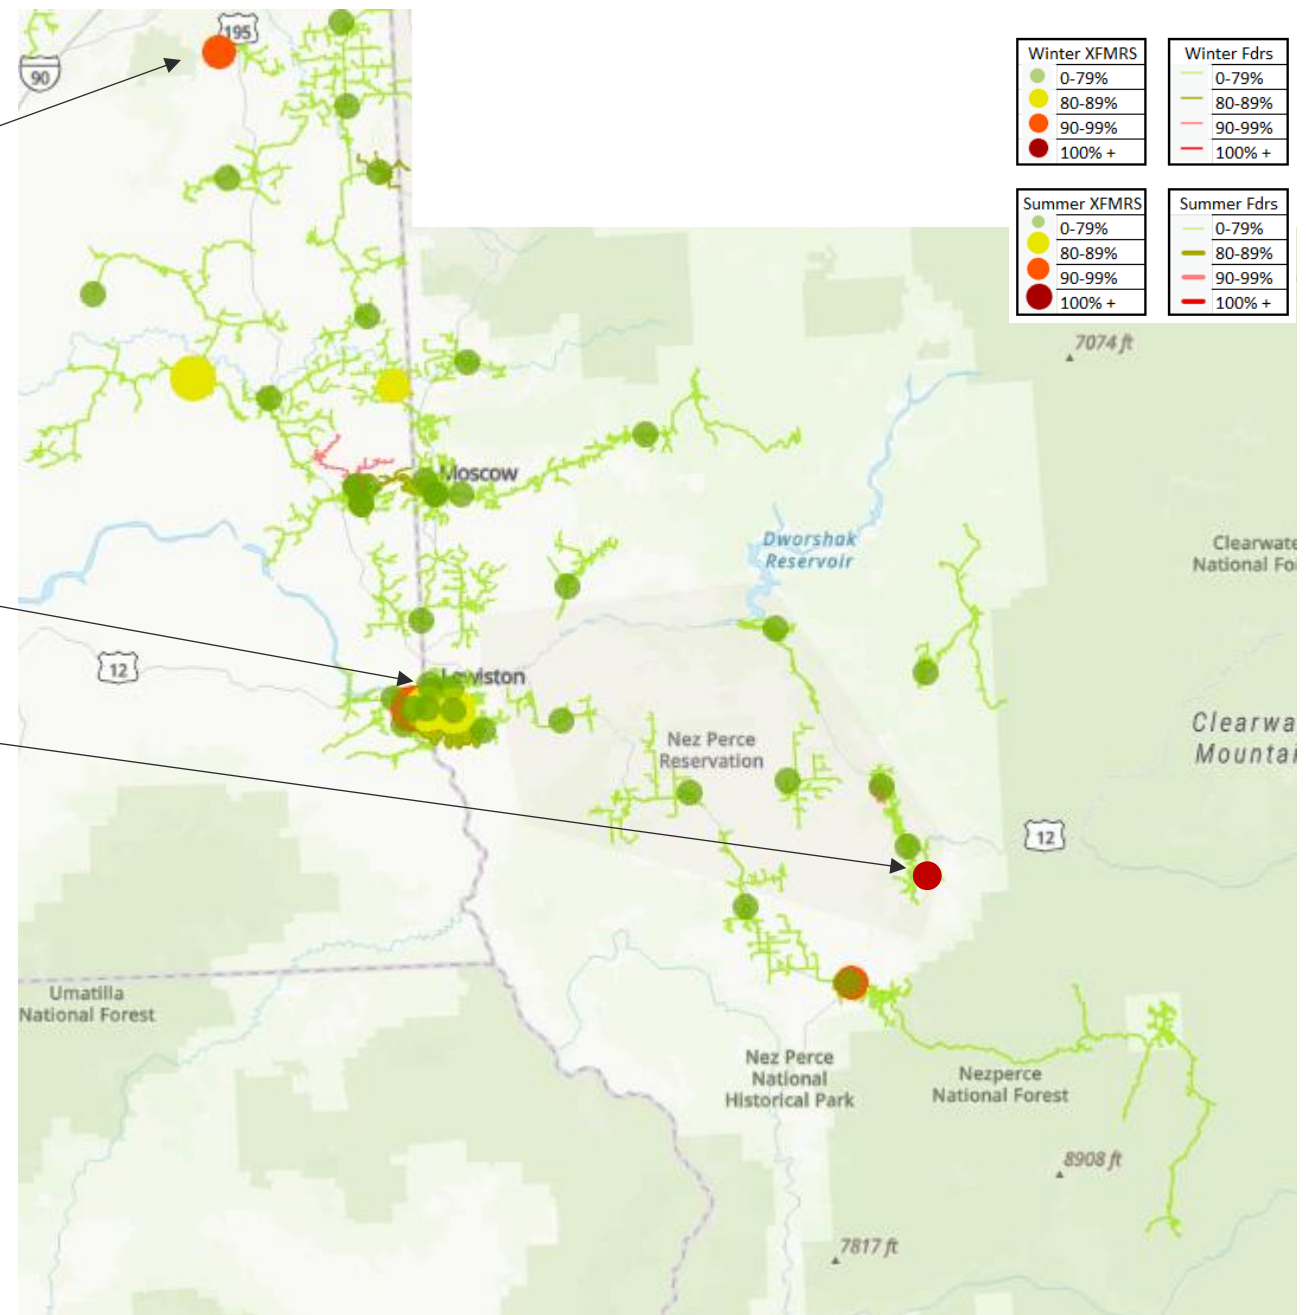 195
90
Winter XFMRS
0-79%
80-89%
90-99%
100% +
Winter Fdrs
0-79%
80-89%
90-99%
100% +
Summer XFMRS
0-79%
80-89%
90-99%
100% +
Summer Fdrs
0-79%
80-89%
90-99%
100% +
7074 ft
Moscow
Dworshak
Reservoir
Clearwate
National Fo
12
Lewiston
Nez Perce
Reservation
Clearwa
Mountai
12
Umatilla
National Forest
Nez Perce
National
Historical Park
Nezperce
National Forest
8908 ft
7817 ft